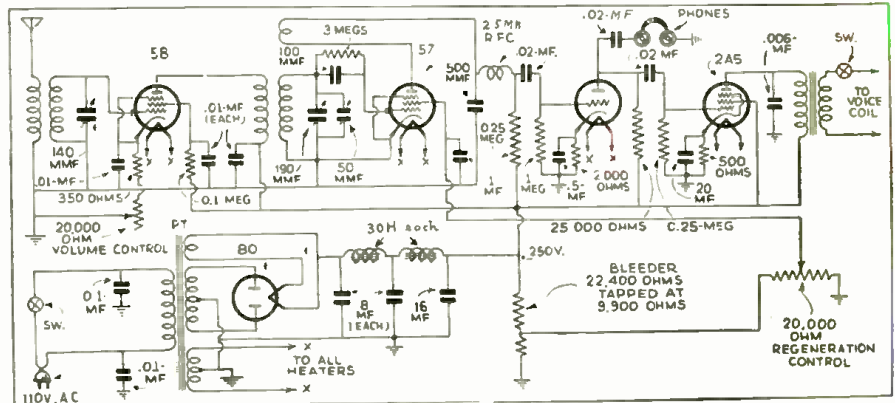 58
140
MMF
.01-MF
350 OHMS
20,000
OHM
VOLUME CONTROL
.01-MF
(EACH)
0.1 MEG
3 MEGS
100
MMF
190/
MMF
50
MMF
57
500
MMF
2.5MH
RFC
.02-MF.
0.25
MEG
1
MF
1
MEG
.5-
MF
2,000
OHMS
.02-MF
PHONES
.02 MF
25000 OHMS
0.25-MEG
2A5
500
OHMS
20
MF
.006-
MF
SW.
TO
VOICE
COIL
PT
80
30H each
8
MF
(EACH)
16
MF
250V.
BLEEDER
22,400 OHMS
TAPPED AT
9,900 OHMS
20,000
OHM
REGENERATION
CONTROL
SW.
0.1-
MF
.01-
MF
110V. AC
TO ALL
HEATERS
X
X
X
X
X
X
X
X
X
X